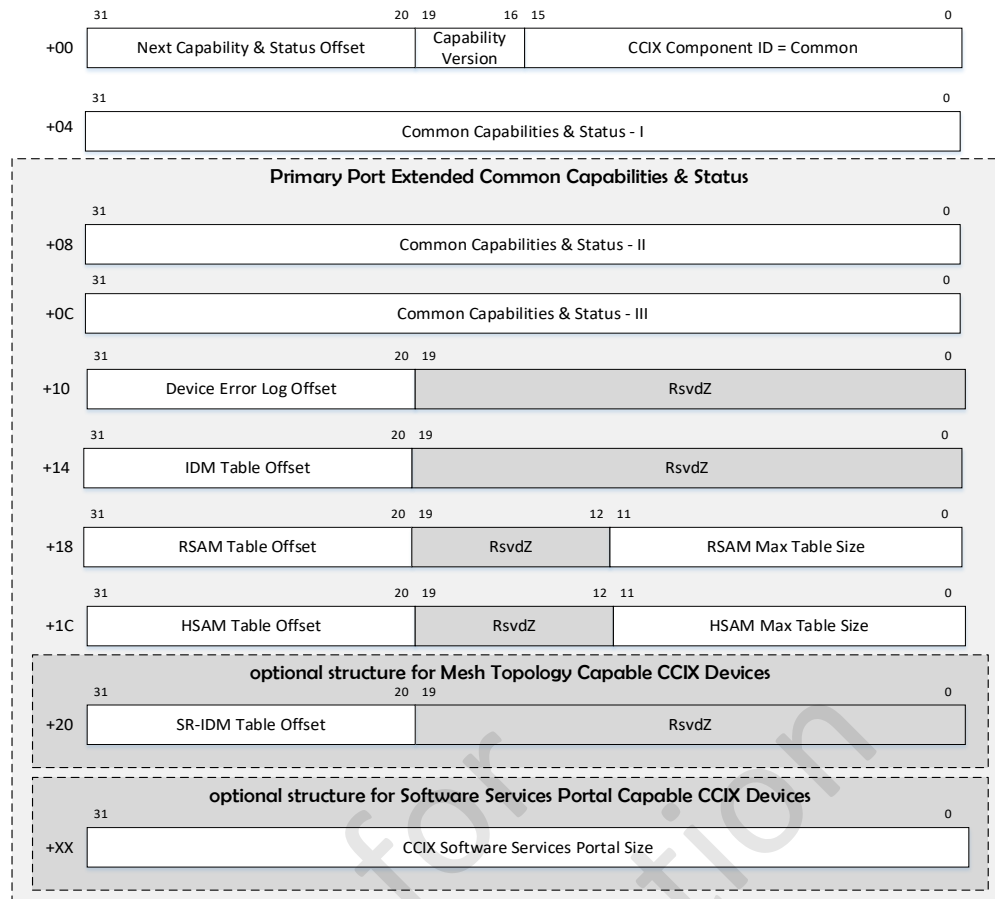 31 20 19 16 15 0
+00 Next Capability & Status Offset Capability Version CCIX Component ID = Common
31 0
+04 Common Capabilities & Status - I
Primary Port Extended Common Capabilities & Status
31 0
+08 Common Capabilities & Status - II
31 0
+0C Common Capabilities & Status - III
31 20 19 0
+10 Device Error Log Offset RsvdZ
31 20 19 0
+14 IDM Table Offset RsvdZ
31 20 19 12 11 0
+18 RSAM Table Offset RsvdZ RSAM Max Table Size
31 20 19 12 11 0
+1C HSAM Table Offset RsvdZ HSAM Max Table Size
optional structure for Mesh Topology Capable CCIX Devices
31 20 19 0
+20 SR-IDM Table Offset RsvdZ
optional structure for Software Services Portal Capable CCIX Devices
31 0
+XX CCIX Software Services Portal Size
for
tion